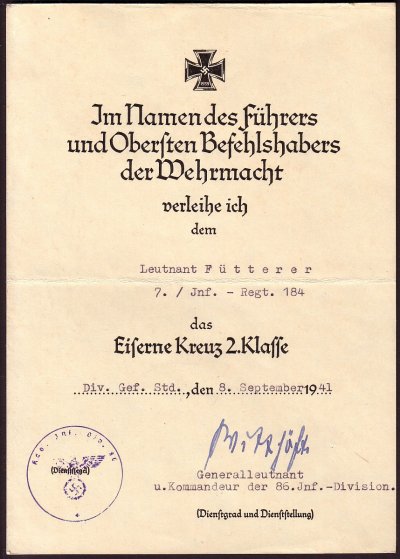 Im Namen des Führers
und Obersten Befehlshabers
der Wehrmacht
verleihe ich
dem
Leutnant Fütterer
7. / Jnf. - Regt. 184
das
Eiserne Kreuz 2. Klasse
Div. Gef. Std., den 8. September 1941
(Dienstsiegel)
Generalleutnant
u.Kommandeur der 86.Jnf.-Division.
(Dienstgrad und Dienststellung)